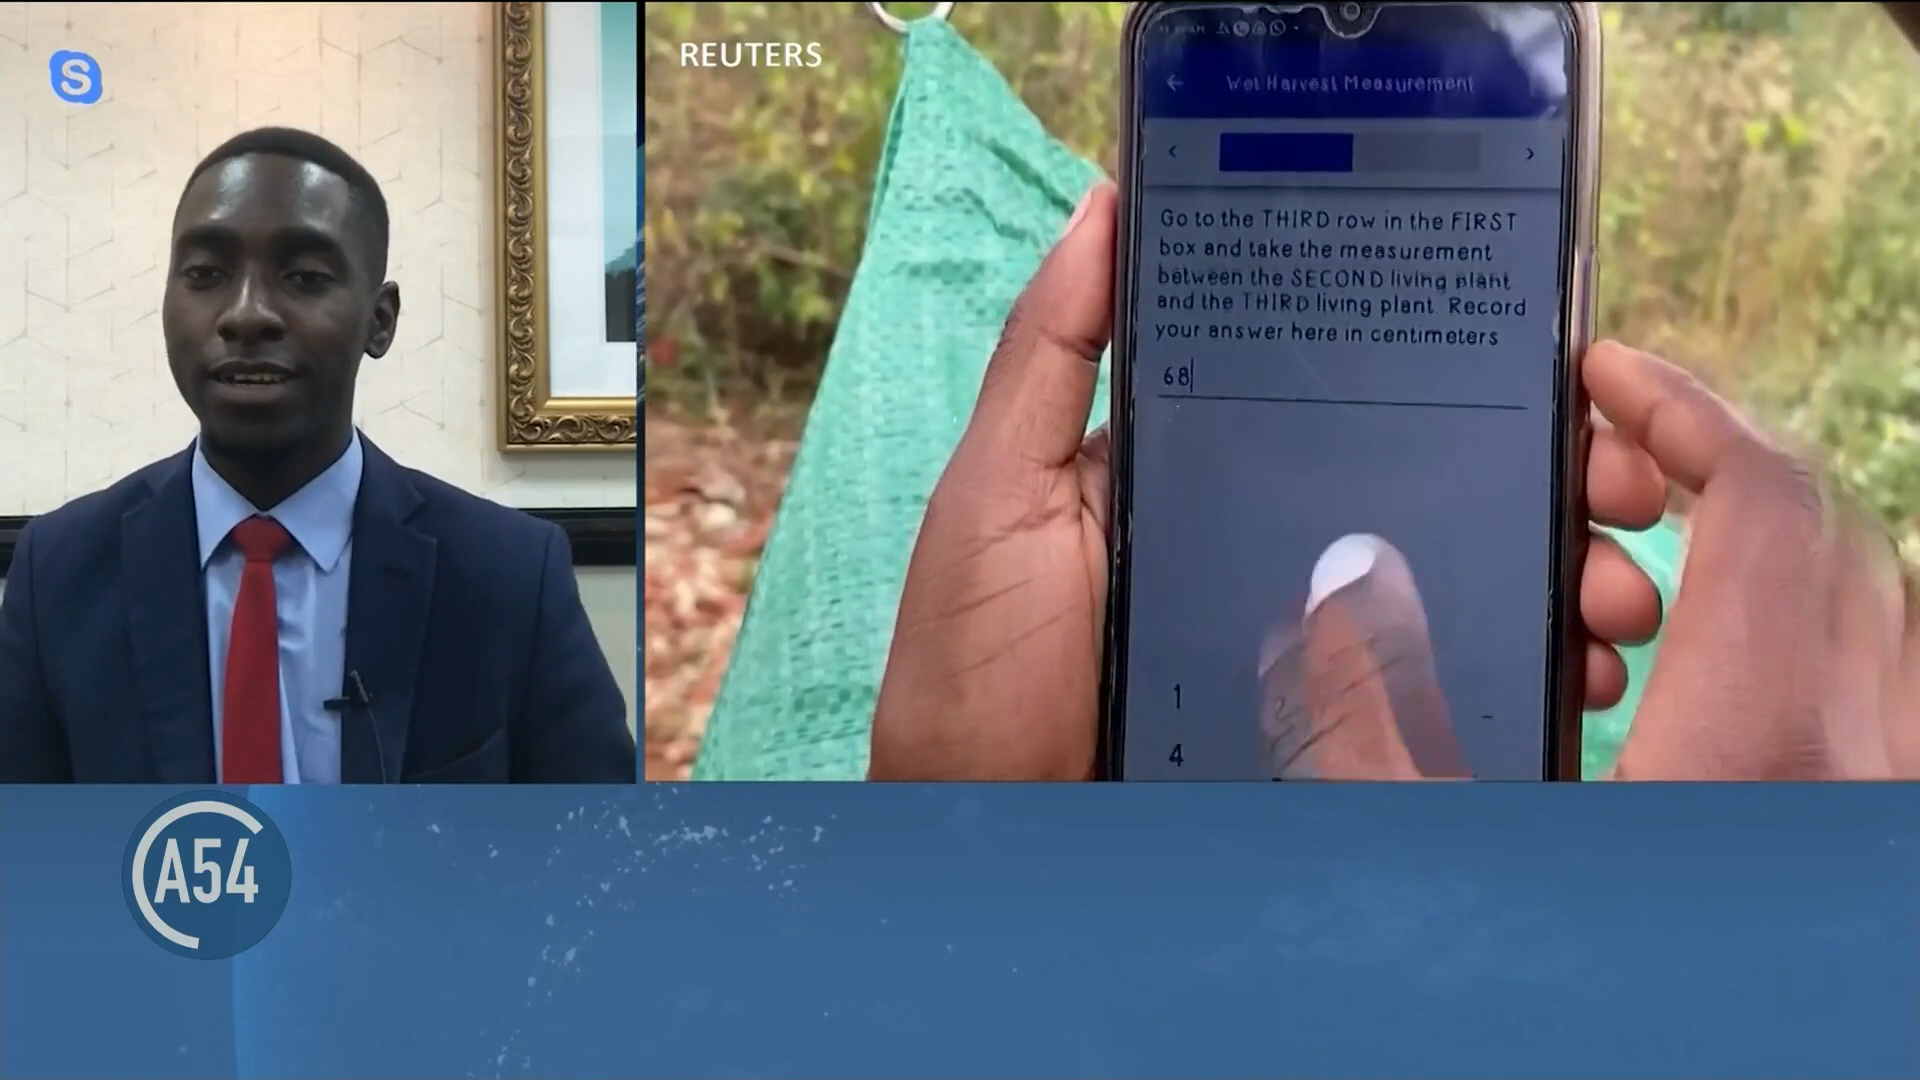 S
REUTERS
Wet Harvest Measurement
Go to the THIRD row in the FIRST
box and take the measurement
between the SECOND living plant
and the THIRD living plant. Record
your answer here in centimeters
68
1
4
A54